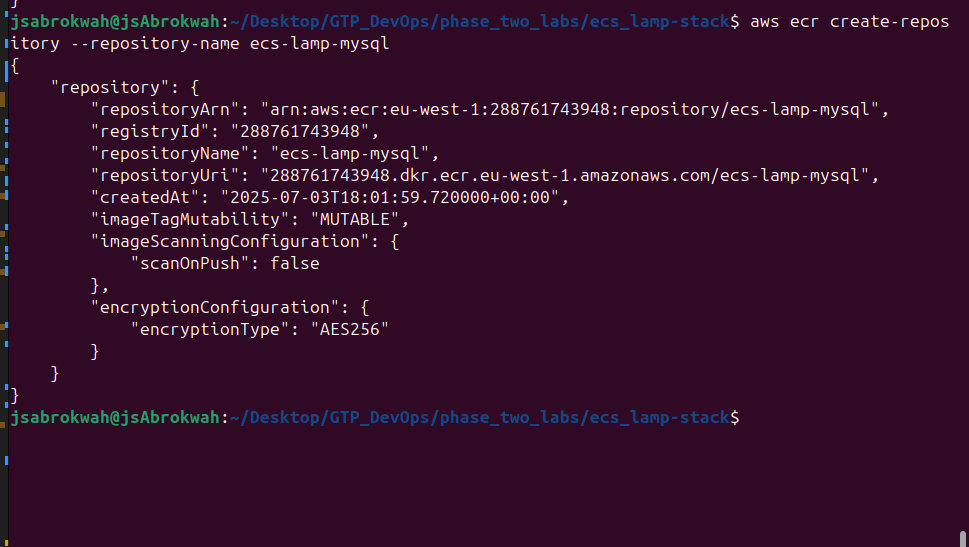 }
jsabrokwah@jsAbrokwah:~/Desktop/GTP_DevOps/phase_two_labs/ecs_lamp-stack$ aws ecr create-repos
itory --repository-name ecs-lamp-mysql
{
    "repository": {
        "repositoryArn": "arn:aws:ecr:eu-west-1:288761743948:repository/ecs-lamp-mysql",
        "registryId": "288761743948",
        "repositoryName": "ecs-lamp-mysql",
        "repositoryUri": "288761743948.dkr.ecr.eu-west-1.amazonaws.com/ecs-lamp-mysql",
        "createdAt": "2025-07-03T18:01:59.720000+00:00",
        "imageTagMutability": "MUTABLE",
        "imageScanningConfiguration": {
            "scanOnPush": false
        },
        "encryptionConfiguration": {
            "encryptionType": "AES256"
        }
    }
}
jsabrokwah@jsAbrokwah:~/Desktop/GTP_DevOps/phase_two_labs/ecs_lamp-stack$